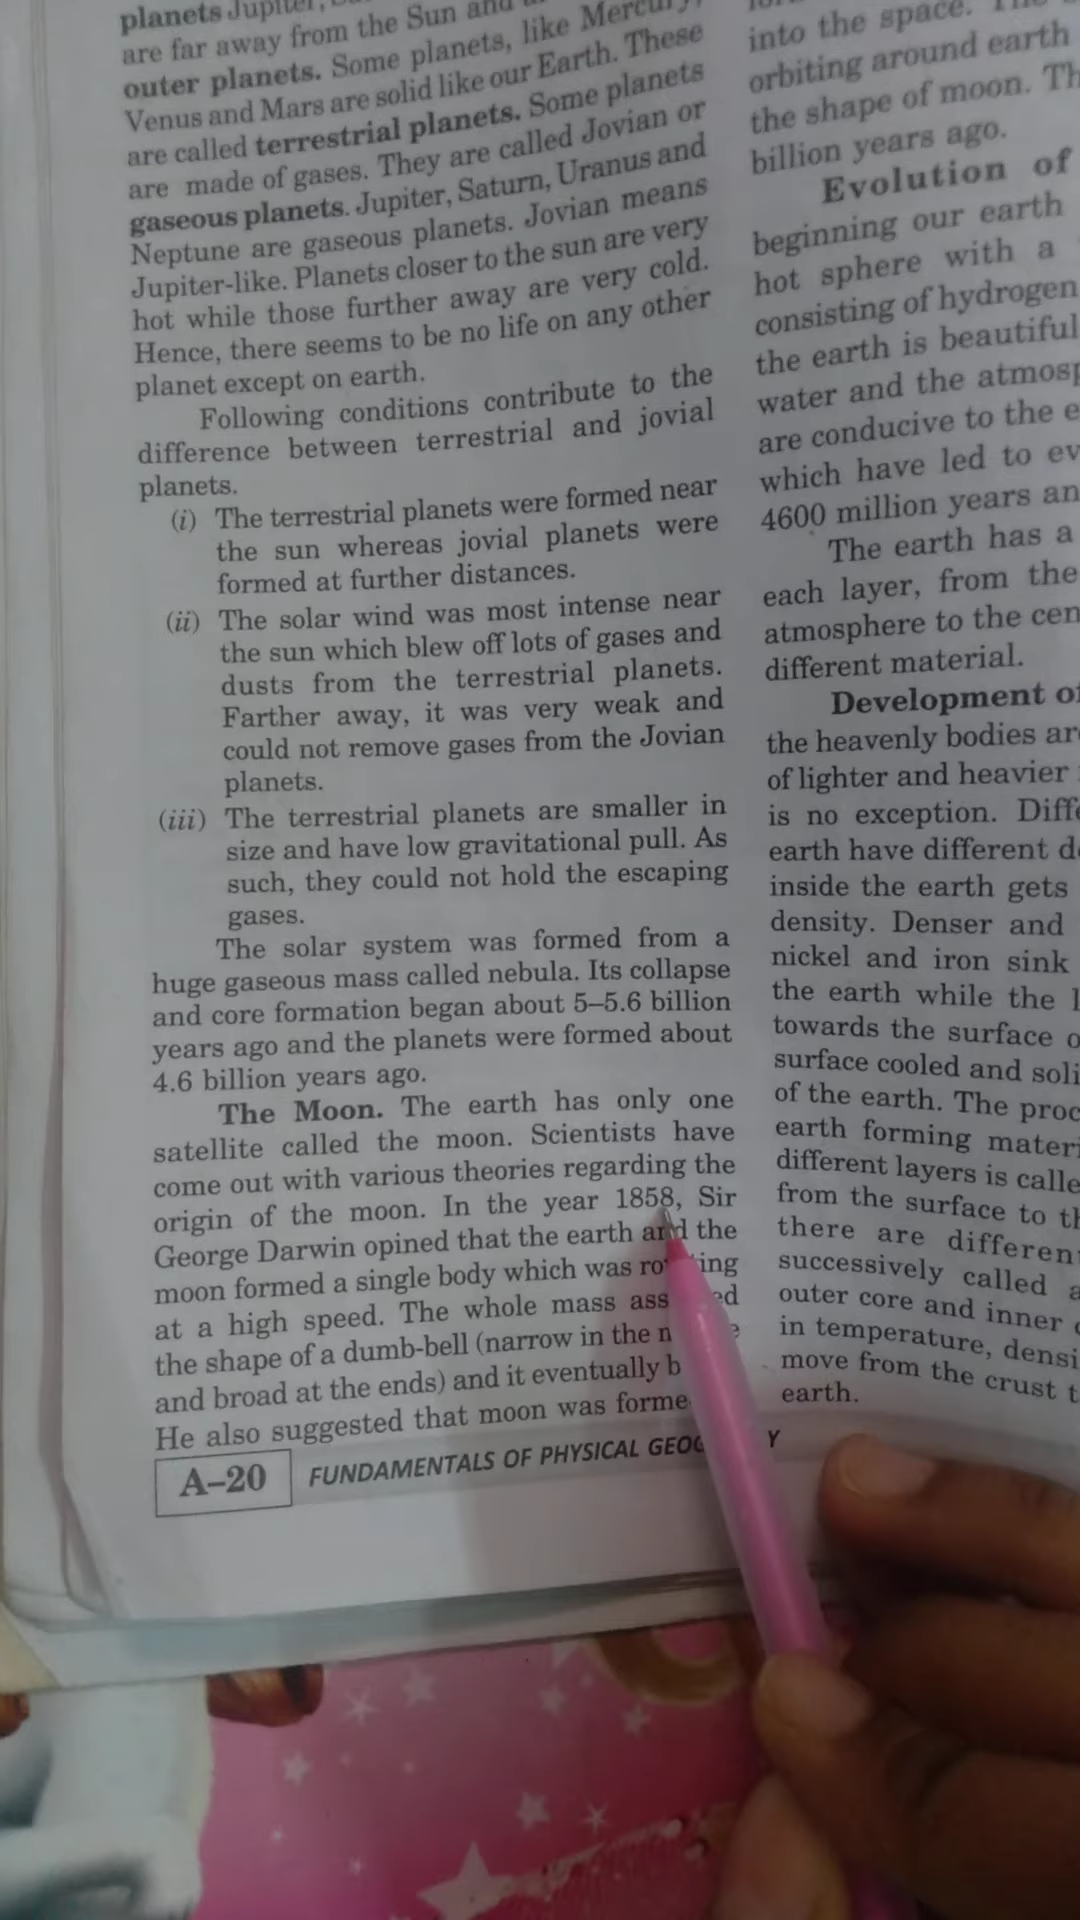 planets Jupiter,
are far away from the Sun and
outer planets. Some planets, like Mercury,
Venus and Mars are solid like our Earth. These
are called terrestrial planets. Some planets
are made of gases. They are called Jovian or
gaseous planets. Jupiter, Saturn, Uranus and
Neptune are gaseous planets. Jovian means
Jupiter-like. Planets closer to the sun are very
hot while those further away are very cold.
Hence, there seems to be no life on any other
planet except on earth.
Following conditions contribute to the
difference between terrestrial and jovial
planets.
(i) The terrestrial planets were formed near
the sun whereas jovial planets were
formed at further distances.
(ii) The solar wind was most intense near
the sun which blew off lots of gases and
dusts from the terrestrial planets.
Farther away, it was very weak and
could not remove gases from the Jovian
planets.
(iii) The terrestrial planets are smaller in
size and have low gravitational pull. As
such, they could not hold the escaping
gases.
The solar system was formed from a
huge gaseous mass called nebula. Its collapse
and core formation began about 5–5.6 billion
years ago and the planets were formed about
4.6 billion years ago.
The Moon. The earth has only one
satellite called the moon. Scientists have
come out with various theories regarding the
origin of the moon. In the year 1858, Sir
George Darwin opined that the earth and the
moon formed a single body which was rotating
at a high speed. The whole mass
the shape of a dumb-bell (narrow in the
and broad at the ends) and it eventually
He also suggested that moon was
A–20 FUNDAMENTALS OF PHYSICAL
into the space.
orbiting around earth
the shape of moon.
billion years ago.
Evolution of
beginning our earth
hot sphere with a
consisting of hydrogen
the earth is beautiful
water and the
are conducive to the
which have led to
4600 million years
The earth has a
each layer, from the
atmosphere to the
different material.
Development of
the heavenly bodies
of lighter and heavier
is no exception.
earth have different
inside the earth gets
density. Denser and
nickel and iron sink
the earth while the
towards the surface
surface cooled and
of the earth. The
earth forming
different layers is
from the surface to
there are
successively called
outer core and inner
in temperature,
move from the crust
earth.